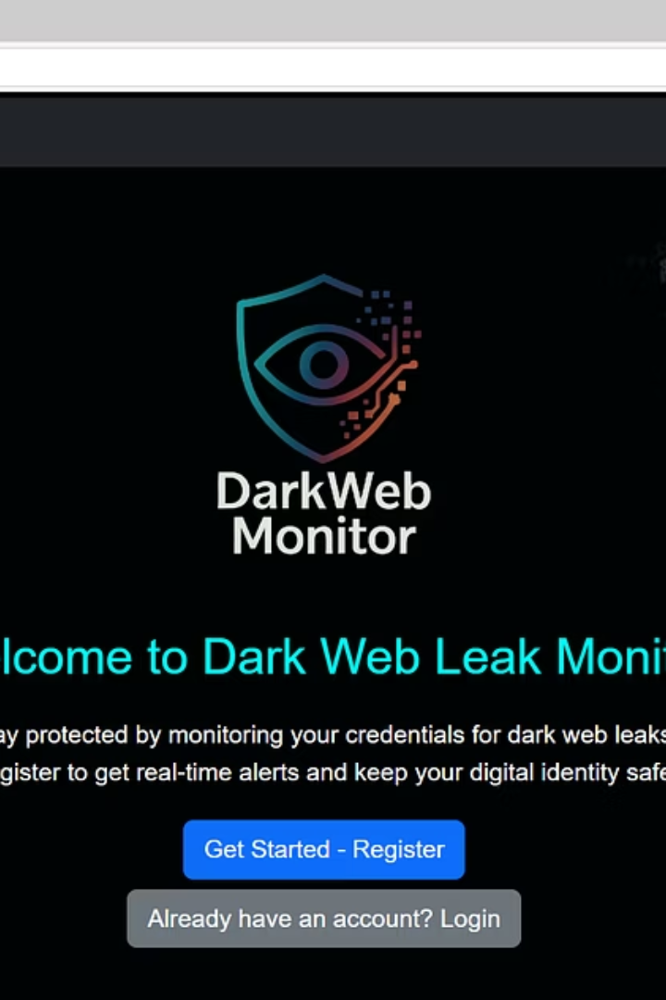 DarkWeb
Monitor
lcome to Dark Web Leak Monit
ay protected by monitoring your credentials for dark web leaks
gister to get real-time alerts and keep your digital identity safe
Get Started - Register
Already have an account? Login